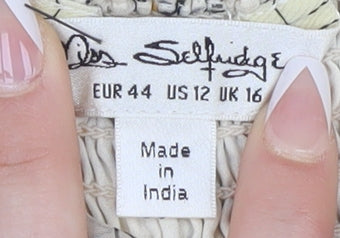 Miss Selfridge
EUR 44 US 12 UK 16
Made
in
India